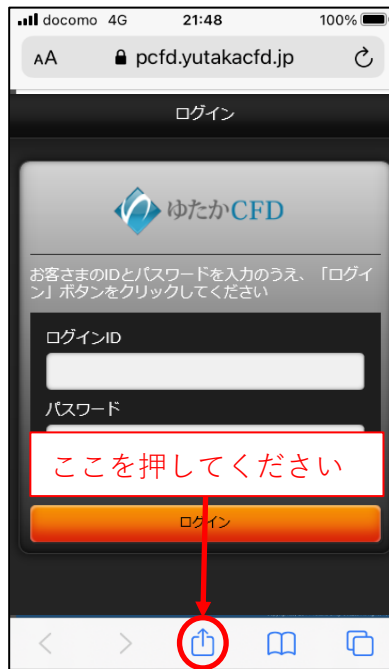 docomo 4G 21:48 100%
AA pcfd.yutakacfd.jp
ログイン
ゆたかCFD
お客さまのIDとパスワードを入力のうえ、「ログイ
ン」ボタンをクリックしてください
ログインID
パスワード
ここを押してください
ログイン